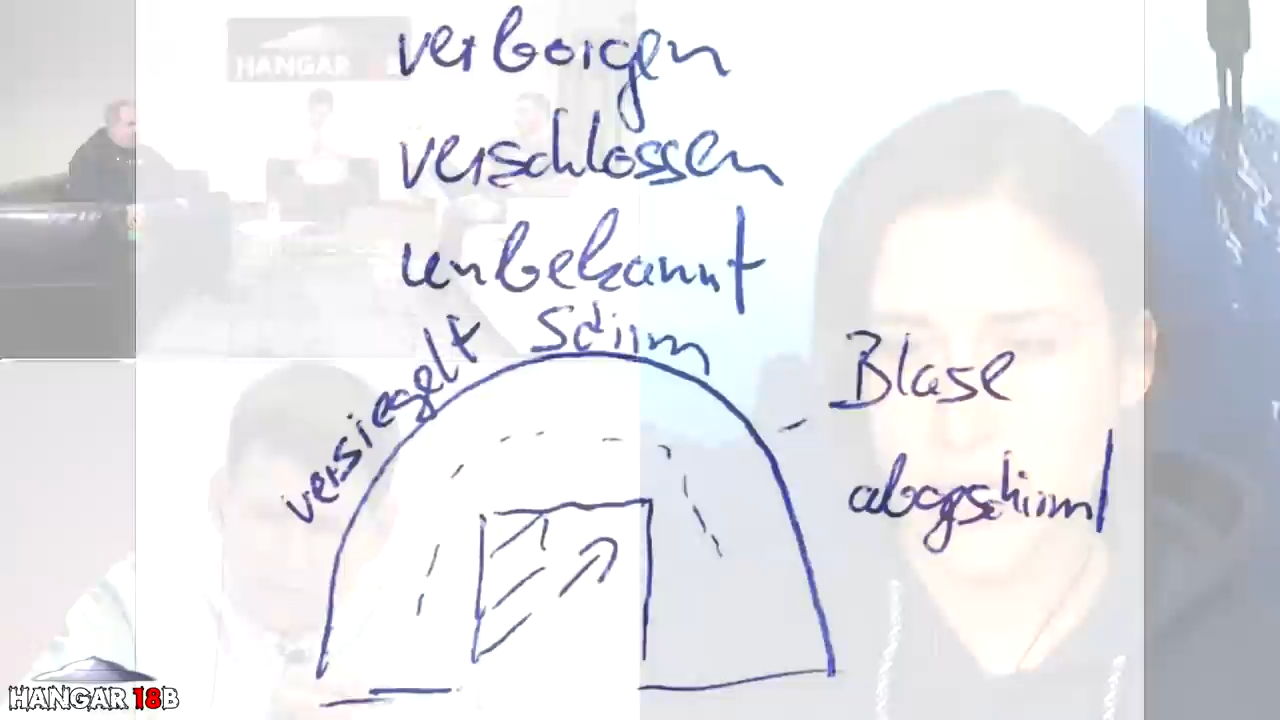 HANGAR
verborgen
verschlossen
unbekannt
Schirm
versiegelt
Blase
abgeschirmt
HANGAR 18B